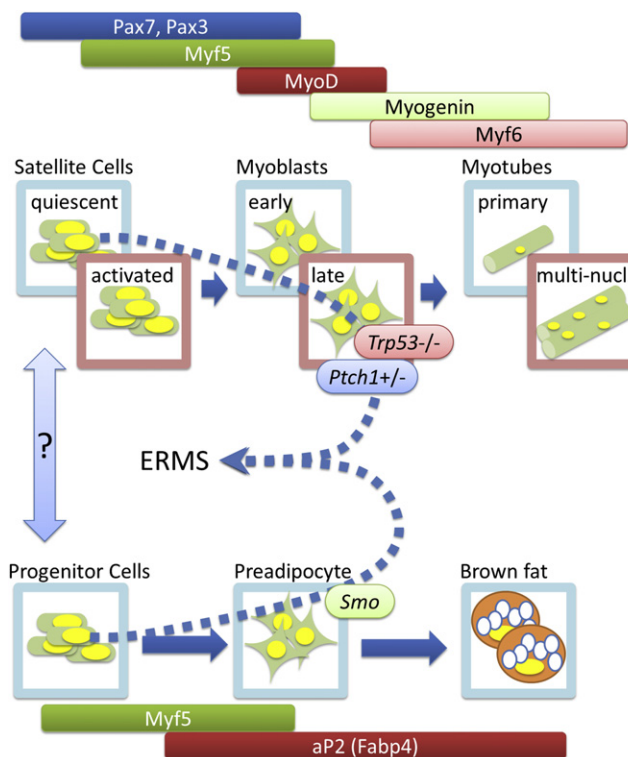 Pax7, Pax3
Myf5
MyoD
Myogenin
Myf6
Satellite Cells
Myoblasts
Myotubes
quiescent
early
primary
activated
late
multi-nucl
Trp53-/-
Ptch1+/-
?
ERMS
Progenitor Cells
Preadipocyte
Brown fat
Smo
Myf5
aP2 (Fabp4)